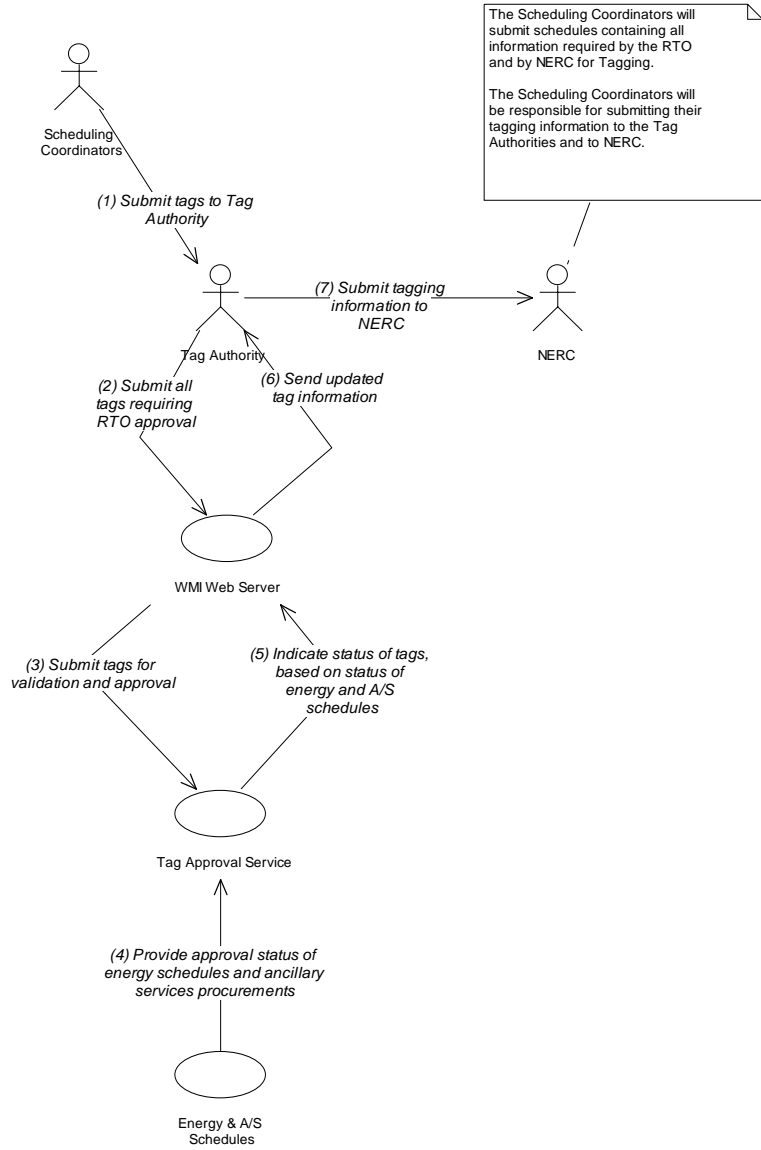 The Scheduling Coordinators will
submit schedules containing all
information required by the RTO
and by NERC for Tagging.
The Scheduling Coordinators will
be responsible for submitting their
tagging information to the Tag
Authorities and to NERC.
Scheduling
Coordinators
(1) Submit tags to Tag
Authority
(7) Submit tagging
information to
NERC
Tag Authority
NERC
(2) Submit all
tags requiring
RTO approval
(6) Send updated
tag information
WMI Web Server
(3) Submit tags for
validation and approval
(5) Indicate status of tags,
based on status of
energy and A/S
schedules
Tag Approval Service
(4) Provide approval status of
energy schedules and ancillary
services procurements
Energy & A/S
Schedules